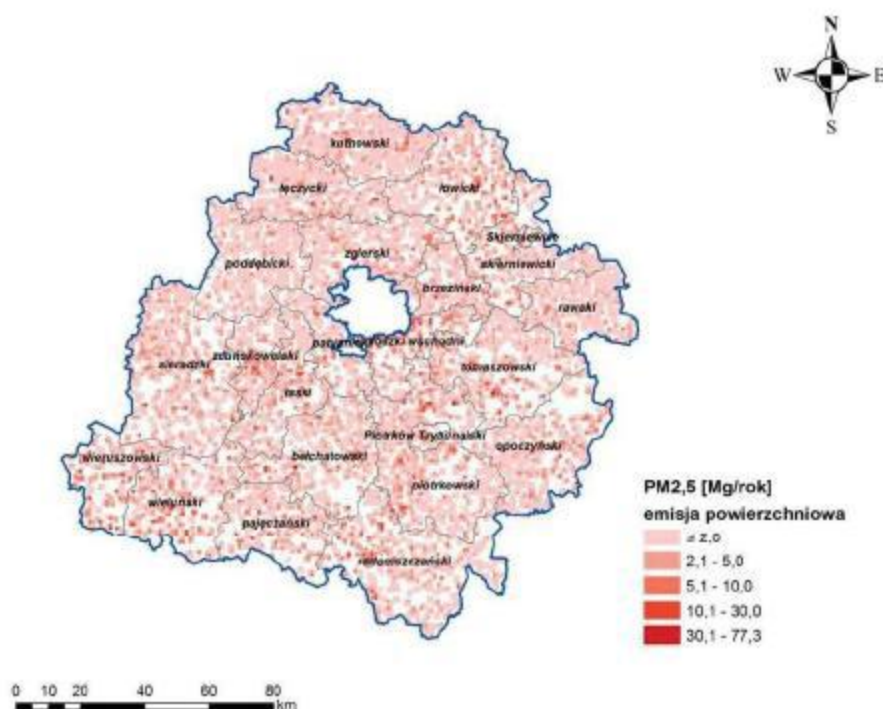 N
W E
S
kutnowski
łęczycki
łowicki
Skierniewice
skierniewicki
zgierski
poddębicki
brzeziński
rawski
łódzki wschodni
sieradzki
zduńskowolski
tomaszowski
łaski
Piotrków Trybunalski
opoczyński
wieruszowski
bełchatowski
piotrkowski
wieluński
pajęczański
radomszczański
PM2,5 [Mg/rok]
emisja powierzchniowa
2,1 - 5,0
5,1 - 10,0
10,1 - 30,0
30,1 - 77,3
0 10 20 40 60 80
km